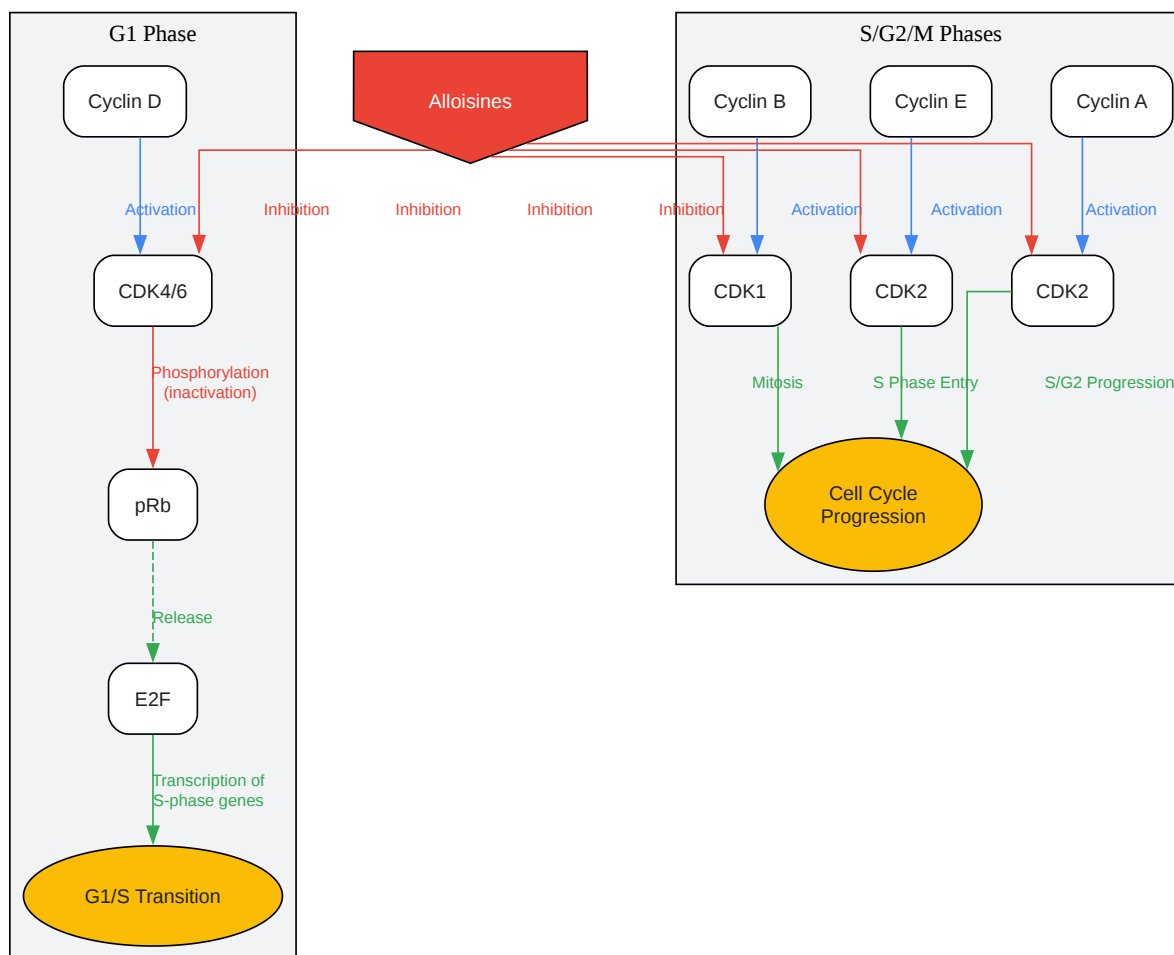 G1 Phase
S/G2/M Phases
Cyclin D
Alloisines
Cyclin B
Cyclin E
Cyclin A
Activation
Inhibition
Inhibition
Inhibition
Inhibition
Activation
Activation
Activation
CDK4/6
CDK1
CDK2
CDK2
Phosphorylation
(inactivation)
Mitosis
S Phase Entry
S/G2 Progression
pRb
Cell Cycle
Progression
Release
E2F
Transcription of
S-phase genes
G1/S Transition